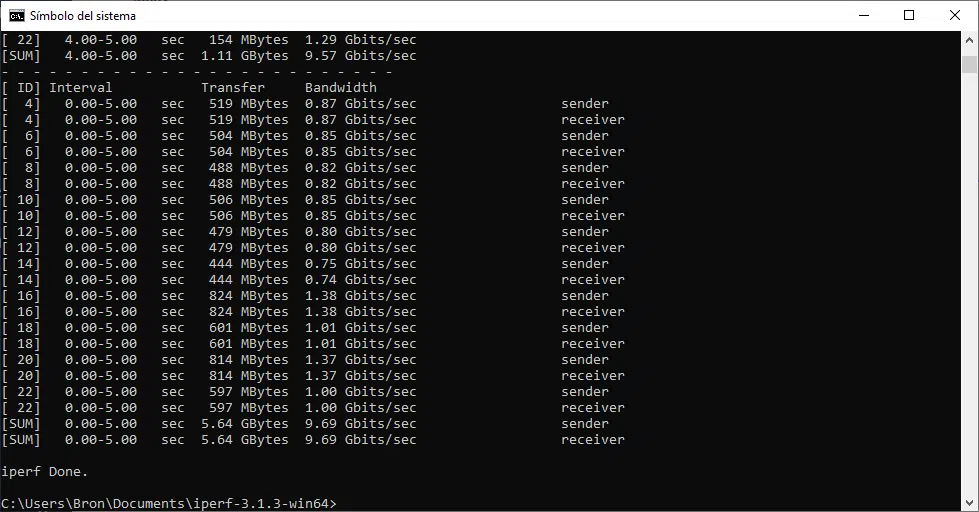 Símbolo del sistema
[ 22]   4.00-5.00   sec   154 MBytes  1.29 Gbits/sec
[SUM]   4.00-5.00   sec  1.11 GBytes  9.57 Gbits/sec
- - - - - - - - - - - - - - - - - - - - - - - - -
[ ID] Interval           Transfer     Bandwidth
[  4]   0.00-5.00   sec   519 MBytes  0.87 Gbits/sec                  sender
[  4]   0.00-5.00   sec   519 MBytes  0.87 Gbits/sec                  receiver
[  6]   0.00-5.00   sec   504 MBytes  0.85 Gbits/sec                  sender
[  6]   0.00-5.00   sec   504 MBytes  0.85 Gbits/sec                  receiver
[  8]   0.00-5.00   sec   488 MBytes  0.82 Gbits/sec                  sender
[  8]   0.00-5.00   sec   488 MBytes  0.82 Gbits/sec                  receiver
[ 10]   0.00-5.00   sec   506 MBytes  0.85 Gbits/sec                  sender
[ 10]   0.00-5.00   sec   506 MBytes  0.85 Gbits/sec                  receiver
[ 12]   0.00-5.00   sec   479 MBytes  0.80 Gbits/sec                  sender
[ 12]   0.00-5.00   sec   479 MBytes  0.80 Gbits/sec                  receiver
[ 14]   0.00-5.00   sec   444 MBytes  0.75 Gbits/sec                  sender
[ 14]   0.00-5.00   sec   444 MBytes  0.74 Gbits/sec                  receiver
[ 16]   0.00-5.00   sec   824 MBytes  1.38 Gbits/sec                  sender
[ 16]   0.00-5.00   sec   824 MBytes  1.38 Gbits/sec                  receiver
[ 18]   0.00-5.00   sec   601 MBytes  1.01 Gbits/sec                  sender
[ 18]   0.00-5.00   sec   601 MBytes  1.01 Gbits/sec                  receiver
[ 20]   0.00-5.00   sec   814 MBytes  1.37 Gbits/sec                  sender
[ 20]   0.00-5.00   sec   814 MBytes  1.37 Gbits/sec                  receiver
[ 22]   0.00-5.00   sec   597 MBytes  1.00 Gbits/sec                  sender
[ 22]   0.00-5.00   sec   597 MBytes  1.00 Gbits/sec                  receiver
[SUM]   0.00-5.00   sec  5.64 GBytes  9.69 Gbits/sec                  sender
[SUM]   0.00-5.00   sec  5.64 GBytes  9.69 Gbits/sec                  receiver
iperf Done.
C:\Users\Bron\Documents\iperf-3.1.3-win64>